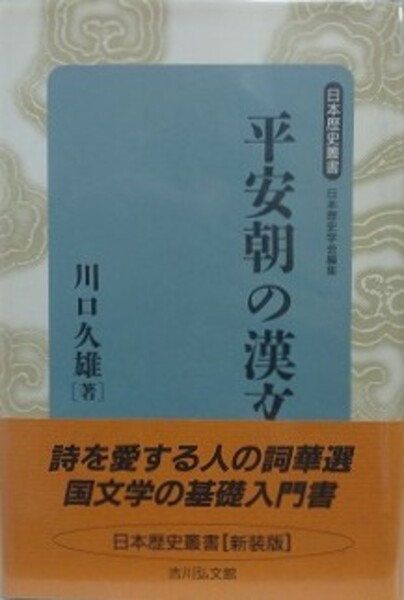 日本歴史叢書
日本歴史学会編集
平安朝の漢文
川口久雄
[著]
詩を愛する人の詞華選
国文学の基礎入門書
日本歴史叢書[新装版]
吉川弘文館